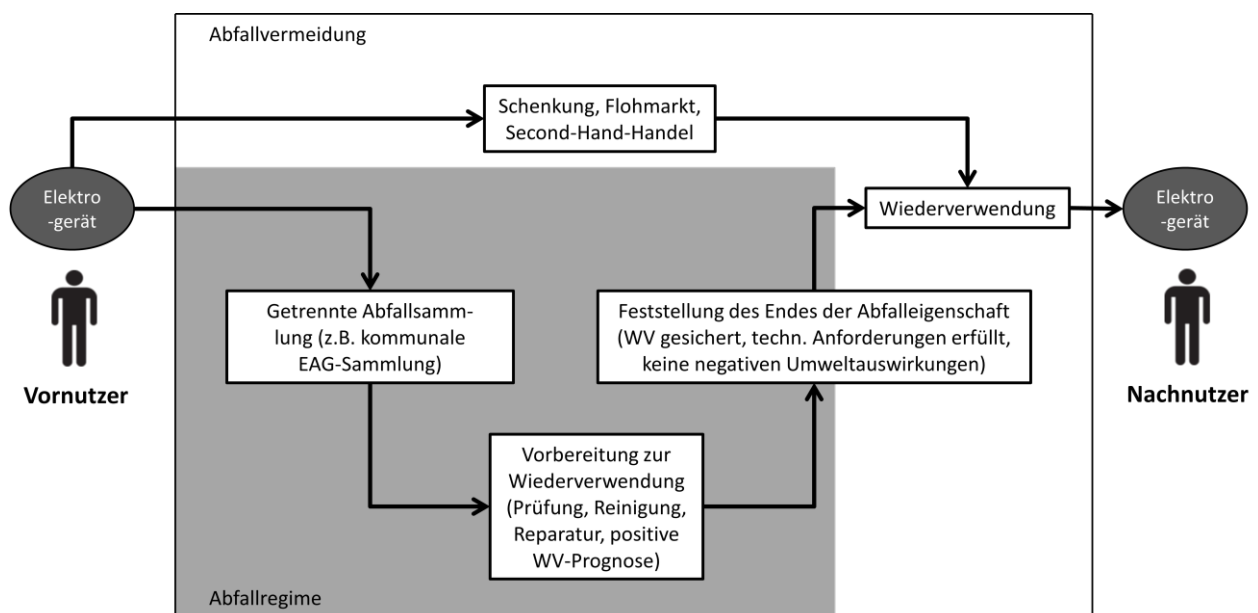 Abfallvermeidung
Schenkung, Flohmarkt,
Second-Hand-Handel
Elektro
-gerät
Vornutzer
Wiederverwendung
Elektro
-gerät
Nachnutzer
Getrennte Abfallsamm-
lung (z.B. kommunale
EAG-Sammlung)
Feststellung des Endes der Abfalleigenschaft
(WV gesichert, techn. Anforderungen erfüllt,
keine negativen Umweltauswirkungen)
Vorbereitung zur
Wiederverwendung
(Prüfung, Reinigung,
Reparatur, positive
WV-Prognose)
Abfallregime